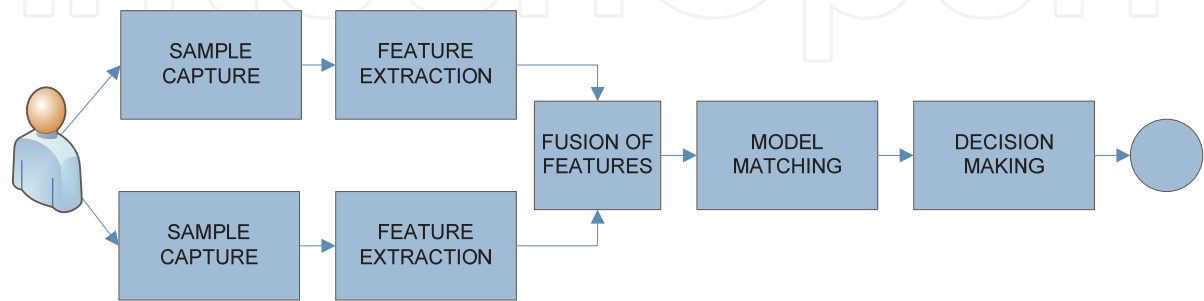 SAMPLE
CAPTURE
FEATURE
EXTRACTION
FUSION OF
FEATURES
MODEL
MATCHING
DECISION
MAKING
SAMPLE
CAPTURE
FEATURE
EXTRACTION